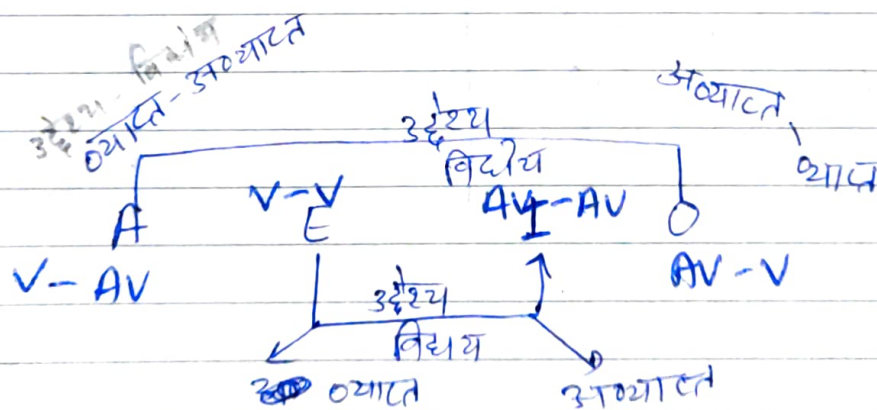 उद्देश्य - विधेय
व्याप्त-अव्याप्त
अव्याप्त, व्याप्त
उद्देश्य
विधेय
V-V AV-AV
A E I O
V-AV AV-V
उद्देश्य
विधेय
व्याप्त अव्याप्त